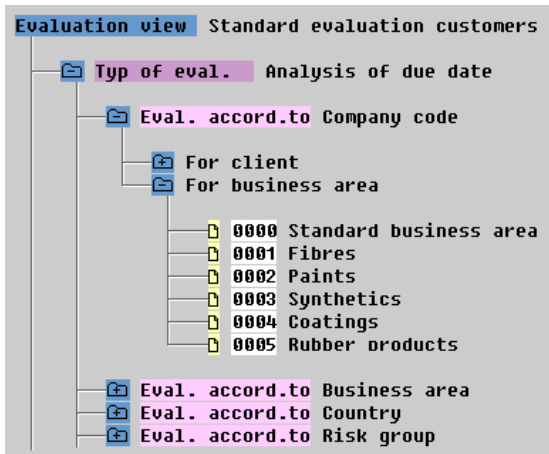 Evaluation view Standard evaluation customers
Typ of eval. Analysis of due date
Eval. accord.to Company code
For client
For business area
0000 Standard business area
0001 Fibres
0002 Paints
0003 Synthetics
0004 Coatings
0005 Rubber products
Eval. accord.to Business area
Eval. accord.to Country
Eval. accord.to Risk group